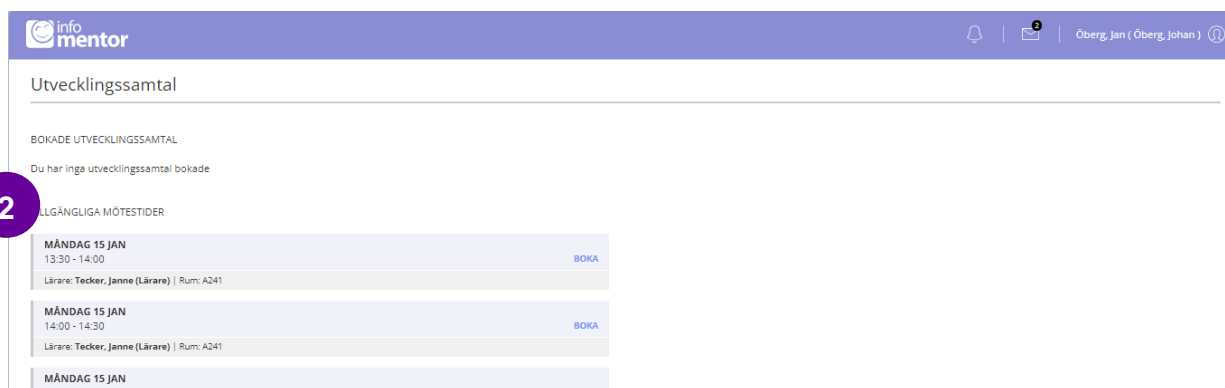 info
mentor
2
Öberg, Jan ( Öberg, Johan )
Utvecklingssamtal
BOKADE UTVECKLINGSSAMTAL
Du har inga utvecklingssamtal bokade
2
LLGÄNGLIGA MÖTESTIDER
MÅNDAG 15 JAN
13:30 - 14:00 BOKA
Lärare: Tecker, Janne (Lärare) | Rum: A241
MÅNDAG 15 JAN
14:00 - 14:30 BOKA
Lärare: Tecker, Janne (Lärare) | Rum: A241
MÅNDAG 15 JAN